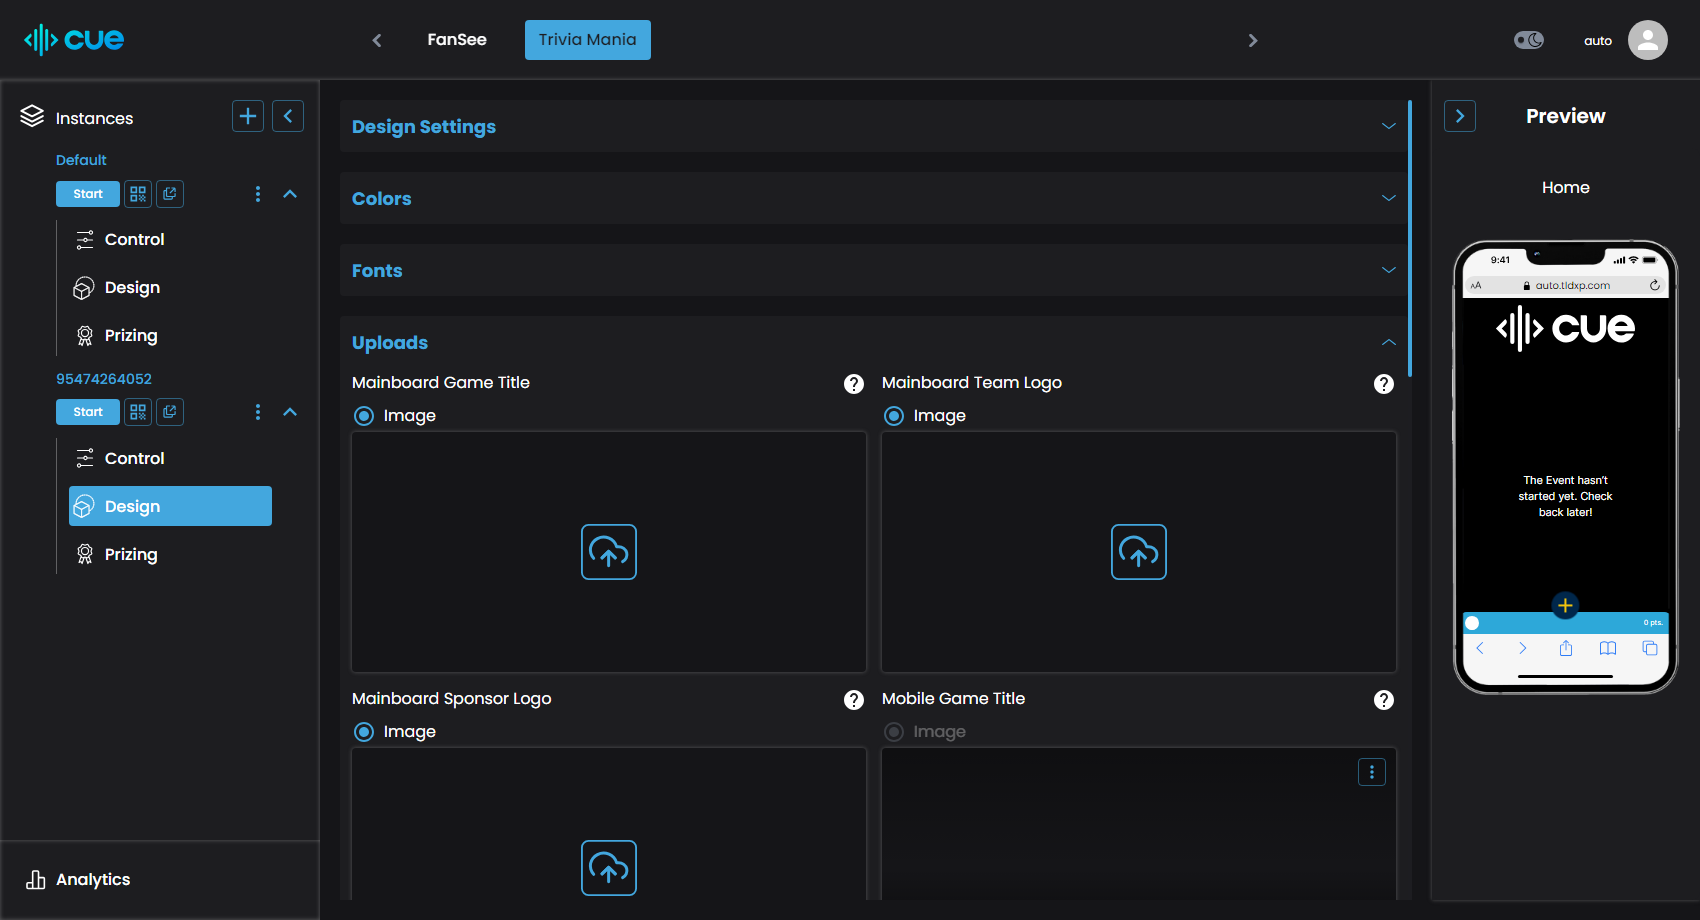 cue
FanSee
Trivia Mania
auto
Instances
Default
Start
Control
Design
Prizing
95474264052
Start
Control
Design
Prizing
Analytics
Design Settings
Colors
Fonts
Uploads
Mainboard Game Title
?
Image
Mainboard Team Logo
?
Image
Mainboard Sponsor Logo
?
Image
Mobile Game Title
?
Image
Preview
Home
9:41
AA
auto.tldxp.com
cue
The Event hasn't
started yet. Check
back later!
0 pts.